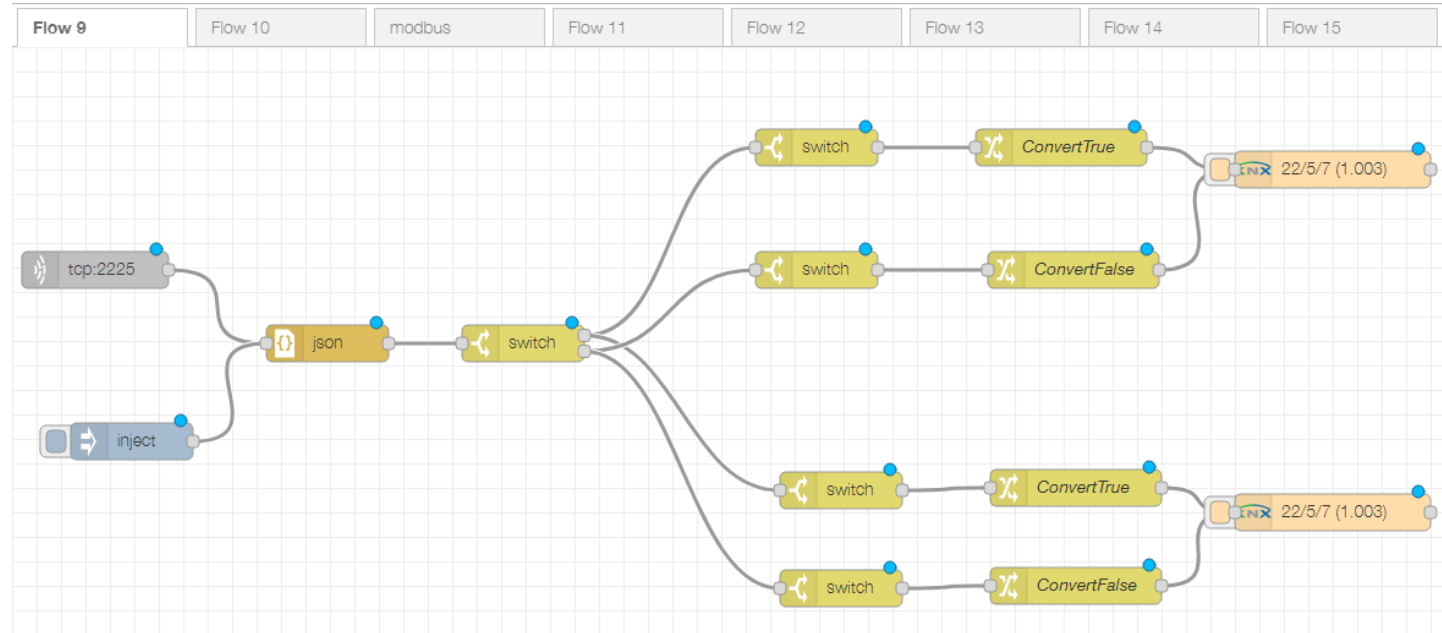 Flow 9
Flow 10
modbus
Flow 11
Flow 12
Flow 13
Flow 14
Flow 15
switch
ConvertTrue
KNX
22/5/7 (1.003)
tcp:2225
switch
ConvertFalse
json
switch
inject
switch
ConvertTrue
KNX
22/5/7 (1.003)
switch
ConvertFalse